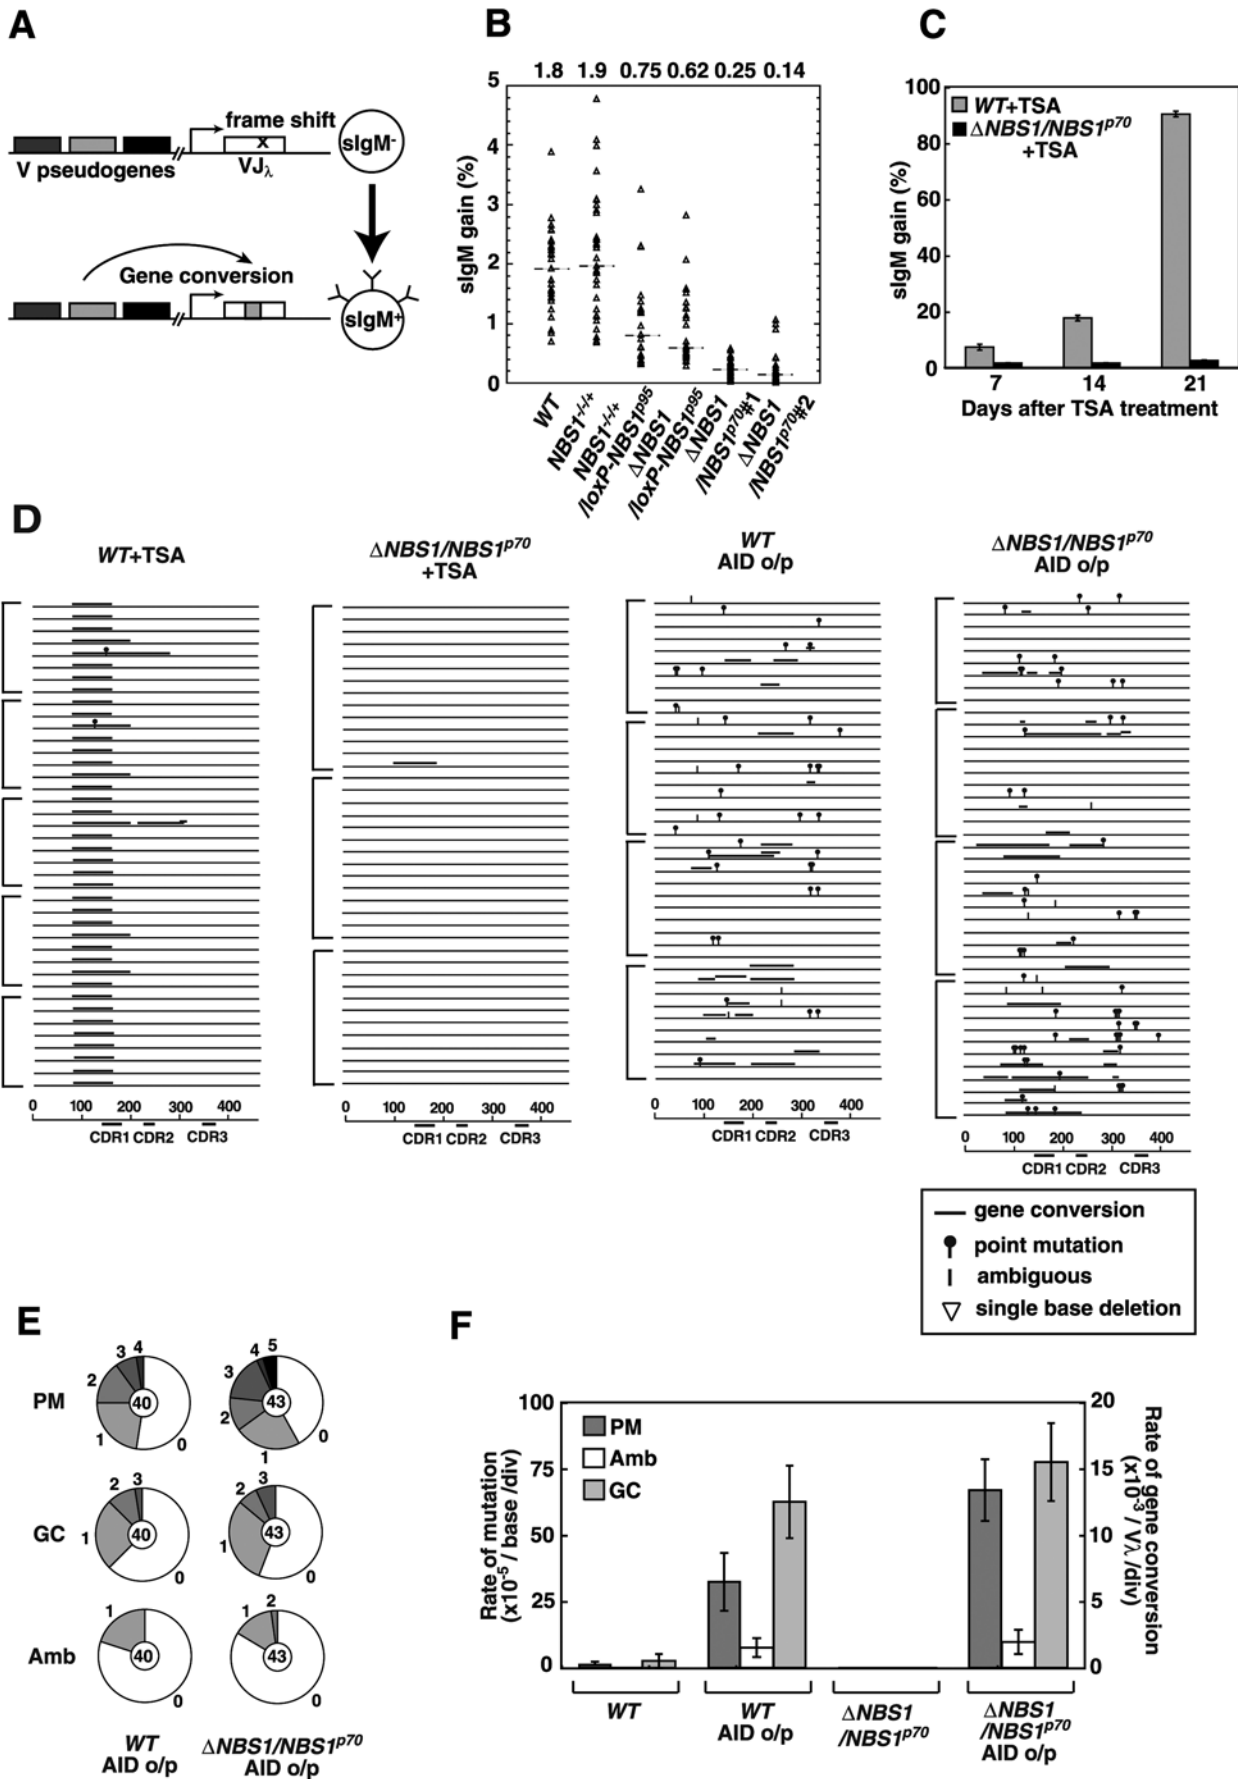 A
frame shift
x
V pseudogenes
VJλ
sIgM-
Gene conversion
sIgM+
B
1.8 1.9 0.75 0.62 0.25 0.14
sIgM gain (%)
5
4
3
2
1
0
WT
NBS1-/-/+
NBS1-/-/+
/loxP-NBS1p95
ΔNBS1
/loxP-NBS1p95
ΔNBS1
/NBS1p70#1
ΔNBS1
/NBS1p70#2
C
sIgM gain (%)
100
80
60
40
20
0
WT+TSA
ΔNBS1/NBS1p70
+TSA
7 14 21
Days after TSA treatment
D
WT+TSA
ΔNBS1/NBS1p70
+TSA
WT
AID o/p
ΔNBS1/NBS1p70
AID o/p
0 100 200 300 400
CDR1 CDR2 CDR3
0 100 200 300 400
CDR1 CDR2 CDR3
0 100 200 300 400
CDR1 CDR2 CDR3
0 100 200 300 400
CDR1 CDR2 CDR3
gene conversion
point mutation
ambiguous
single base deletion
E
PM
40
0
1
2
3
4
43
0
1
2
3
4
5
GC
40
0
1
2
3
43
0
1
2
3
Amb
40
0
1
43
0
1
2
WT
AID o/p
ΔNBS1/NBS1p70
AID o/p
F
Rate of mutation
(x10-5 / base /div)
100
75
50
25
0
PM
Amb
GC
20
15
10
5
0
Rate of gene conversion
(x10-3 / Vλ /div)
WT
WT
AID o/p
ΔNBS1
/NBS1p70
ΔNBS1
/NBS1p70
AID o/p